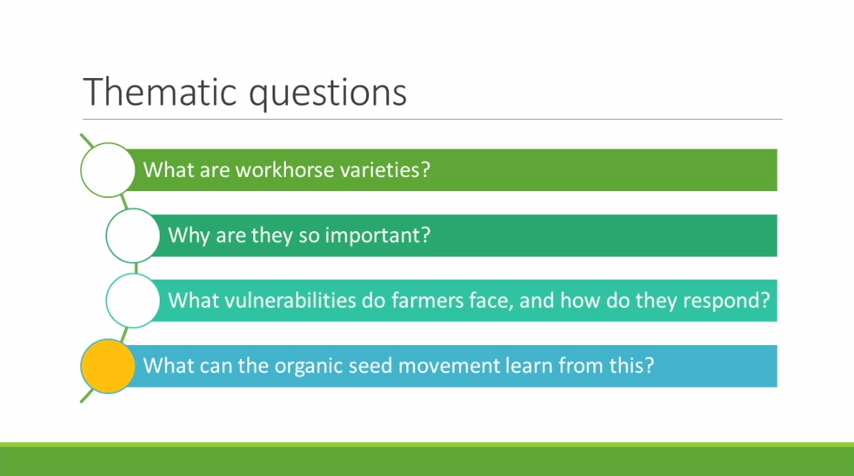 Thematic questions
What are workhorse varieties?
Why are they so important?
What vulnerabilities do farmers face, and how do they respond?
What can the organic seed movement learn from this?